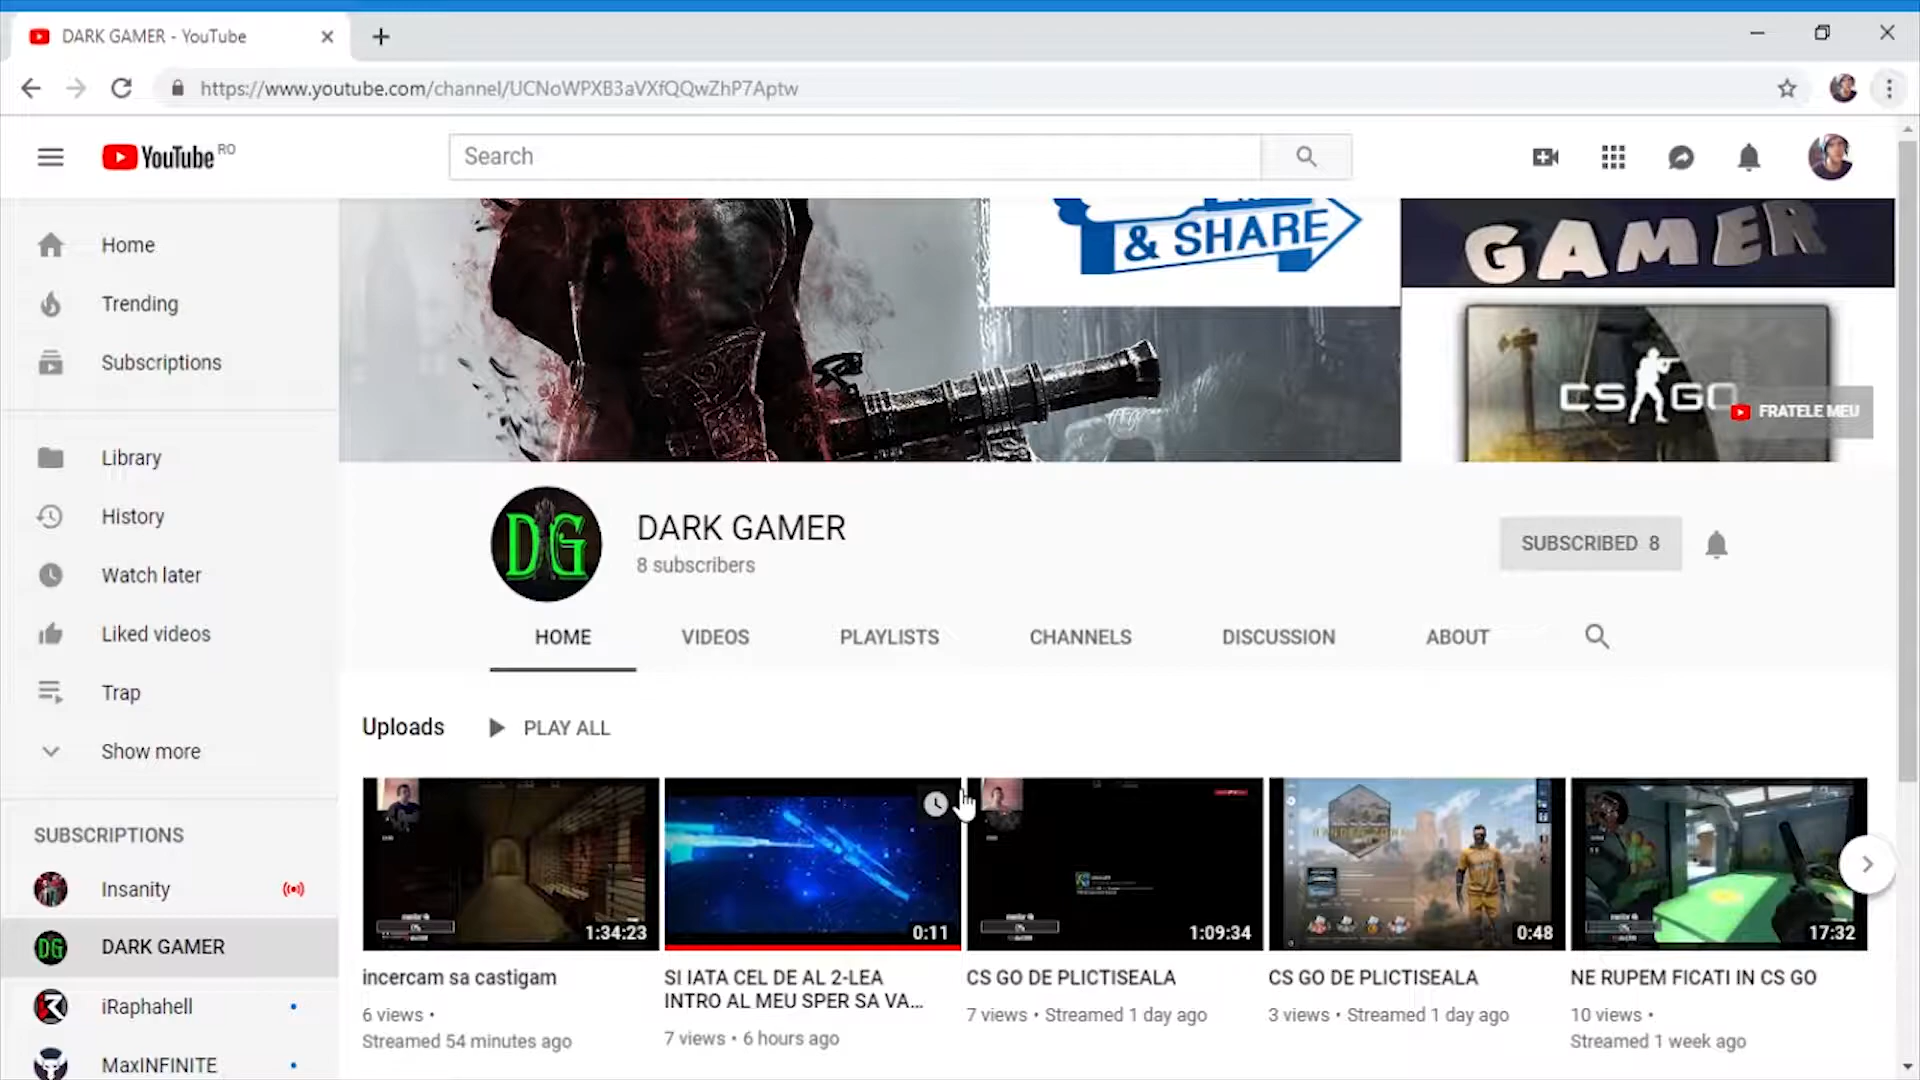 DARK GAMER - YouTube
https://www.youtube.com/channel/UCNoWPXB3aVXfQQwZhP7Aptw
YouTube RO
Search
Home
Trending
Subscriptions
Library
History
Watch later
Liked videos
Trap
Show more
SUBSCRIPTIONS
Insanity
DARK GAMER
iRaphahell
MaxINFINITE
& SHARE
GAMER
CS GO
FRATELE MEU
DG
DARK GAMER
8 subscribers
SUBSCRIBED 8
HOME VIDEOS PLAYLISTS CHANNELS DISCUSSION ABOUT
Uploads PLAY ALL
1:34:23
incercam sa castigam
6 views •
Streamed 54 minutes ago
0:11
SI IATA CEL DE AL 2-LEA
INTRO AL MEU SPER SA VA...
7 views • 6 hours ago
1:09:34
CS GO DE PLICTISEALA
7 views • Streamed 1 day ago
0:48
CS GO DE PLICTISEALA
3 views • Streamed 1 day ago
17:32
NE RUPEM FICATI IN CS GO
10 views •
Streamed 1 week ago